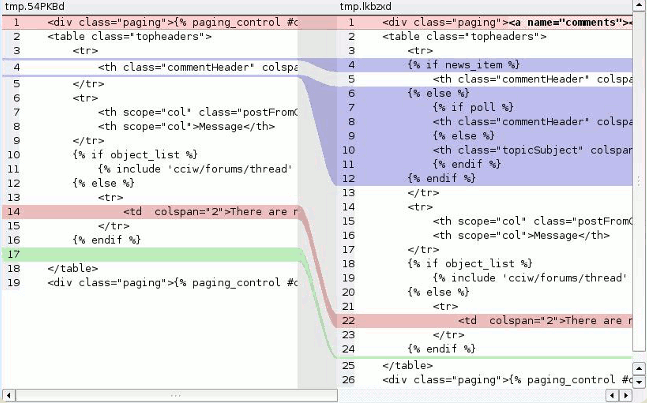 tmp.54PKBd
1 <div class="paging">{% paging_control #c
2 <table class="topheaders">
3 <tr>
4 <th class="commentHeader" colspa
5 </tr>
6 <tr>
7 <th scope="col" class="postFrom
8 <th scope="col">Message</th>
9 </tr>
10 {% if object_list %}
11 {% include 'cciw/forums/thread'
12 {% else %}
13 <tr>
14 <td  colspan="2">There are r
15 </tr>
16 {% endif %}
17
18 </table>
19 <div class="paging">{% paging_control #c
tmp.lkbzxd
1 <div class="paging"><a name="comments"><
2 <table class="topheaders">
3 <tr>
4 {% if news_item %}
5 <th class="commentHeader" colspa
6 {% else %}
7 {% if poll %}
8 <th class="commentHeader" colspa
9 {% else %}
10 <th class="topicSubject" colspan
11 {% endif %}
12 {% endif %}
13 </tr>
14 <tr>
15 <th scope="col" class="postFrom
16 <th scope="col">Message</th>
17 </tr>
18 {% if object_list %}
19 {% include 'cciw/forums/thread'
20 {% else %}
21 <tr>
22 <td  colspan="2">There are r
23 </tr>
24 {% endif %}
25 </table>
26 <div class="paging">{% paging_control #c